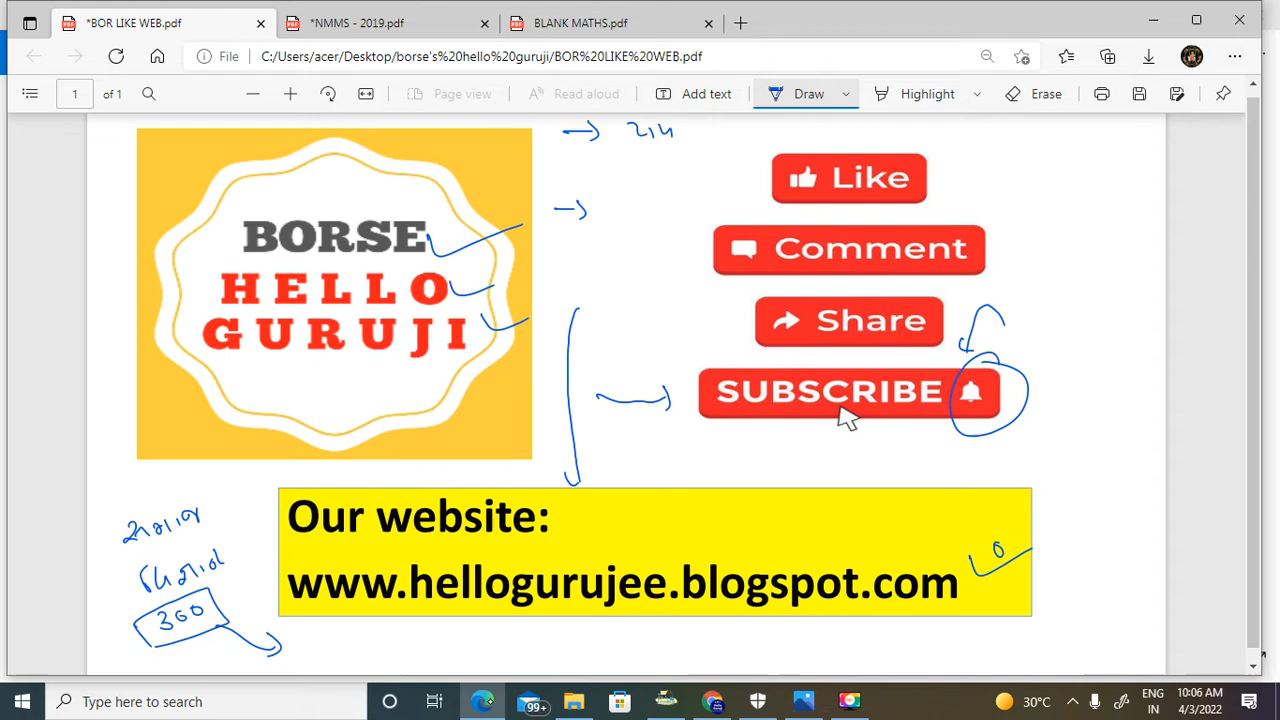 *BOR LIKE WEB.pdf
*NMMS - 2019.pdf
BLANK MATHS.pdf
File
C:/Users/acer/Desktop/borse's%20hello%20guruji/BOR%20LIKE%20WEB.pdf
1 of 1
Page view
Read aloud
Add text
Draw
Highlight
Erase
BORSE
HELLO
GURUJI
Like
Comment
Share
SUBSCRIBE
Our website:
www.hellogurujee.blogspot.com
300
Type here to search
99+
30°C
ENG
IN
10:06 AM
4/3/2022